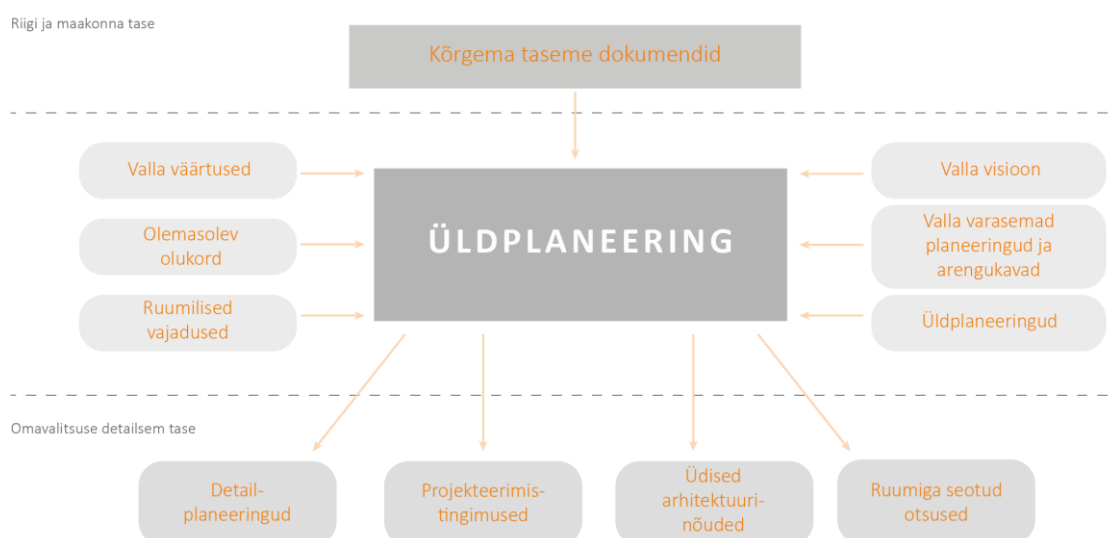 Riigi ja maakonna tase
Kõrgema taseme dokumendid
Valla väärtused
Olemasolev
olukord
Ruumilised
vajadused
ÜLDPLANEERING
Valla visioon
Valla varasemad
planeeringud ja
arengukavad
Üldplaneeringud
Omavalitsuse detailsem tase
Detail-
planeeringud
Projekteerimis-
tingimused
Üdised
arhitektuuri-
nõuded
Ruumiga seotud
otsused